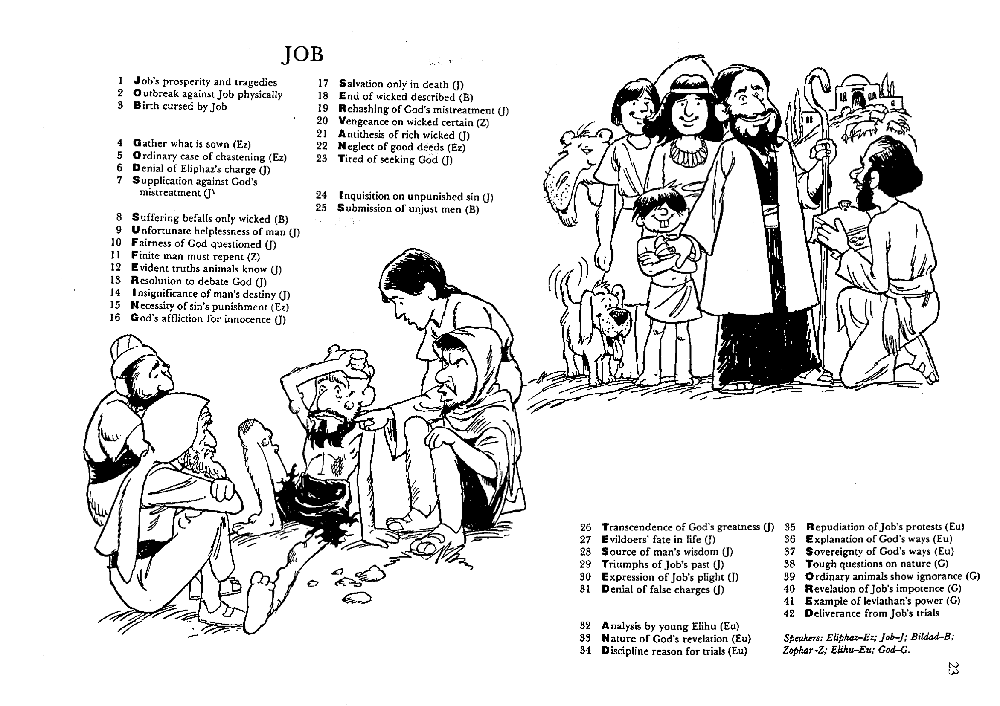 JOB
1 Job's prosperity and tragedies
2 Outbreak against Job physically
3 Birth cursed by Job
4 Gather what is sown (Ez)
5 Ordinary case of chastening (Ez)
6 Denial of Eliphaz's charge (J)
7 Supplication against God's
mistreatment (J)
8 Suffering befalls only wicked (B)
9 Unfortunate helplessness of man (J)
10 Fairness of God questioned (J)
11 Finite man must repent (Z)
12 Evident truths animals know (J)
13 Resolution to debate God (J)
14 Insignificance of man's destiny (J)
15 Necessity of sin's punishment (Ez)
16 God's affliction for innocence (J)
17 Salvation only in death (J)
18 End of wicked described (B)
19 Rehashing of God's mistreatment (J)
20 Vengeance on wicked certain (Z)
21 Antithesis of rich wicked (J)
22 Neglect of good deeds (Ez)
23 Tired of seeking God (J)
24 Inquisition on unpunished sin (J)
25 Submission of unjust men (B)
26 Transcendence of God's greatness (J)
27 Evildoers' fate in life (J)
28 Source of man's wisdom (J)
29 Triumphs of Job's past (J)
30 Expression of Job's plight (J)
31 Denial of false charges (J)
32 Analysis by young Elihu (Eu)
33 Nature of God's revelation (Eu)
34 Discipline reason for trials (Eu)
35 Repudiation of Job's protests (Eu)
36 Explanation of God's ways (Eu)
37 Sovereignty of God's ways (Eu)
38 Tough questions on nature (G)
39 Ordinary animals show ignorance (G)
40 Revelation of Job's impotence (G)
41 Example of leviathan's power (G)
42 Deliverance from Job's trials
Speakers: Eliphaz–Ez; Job–J; Bildad–B;
Zophar–Z; Elihu–Eu; God–G.
23